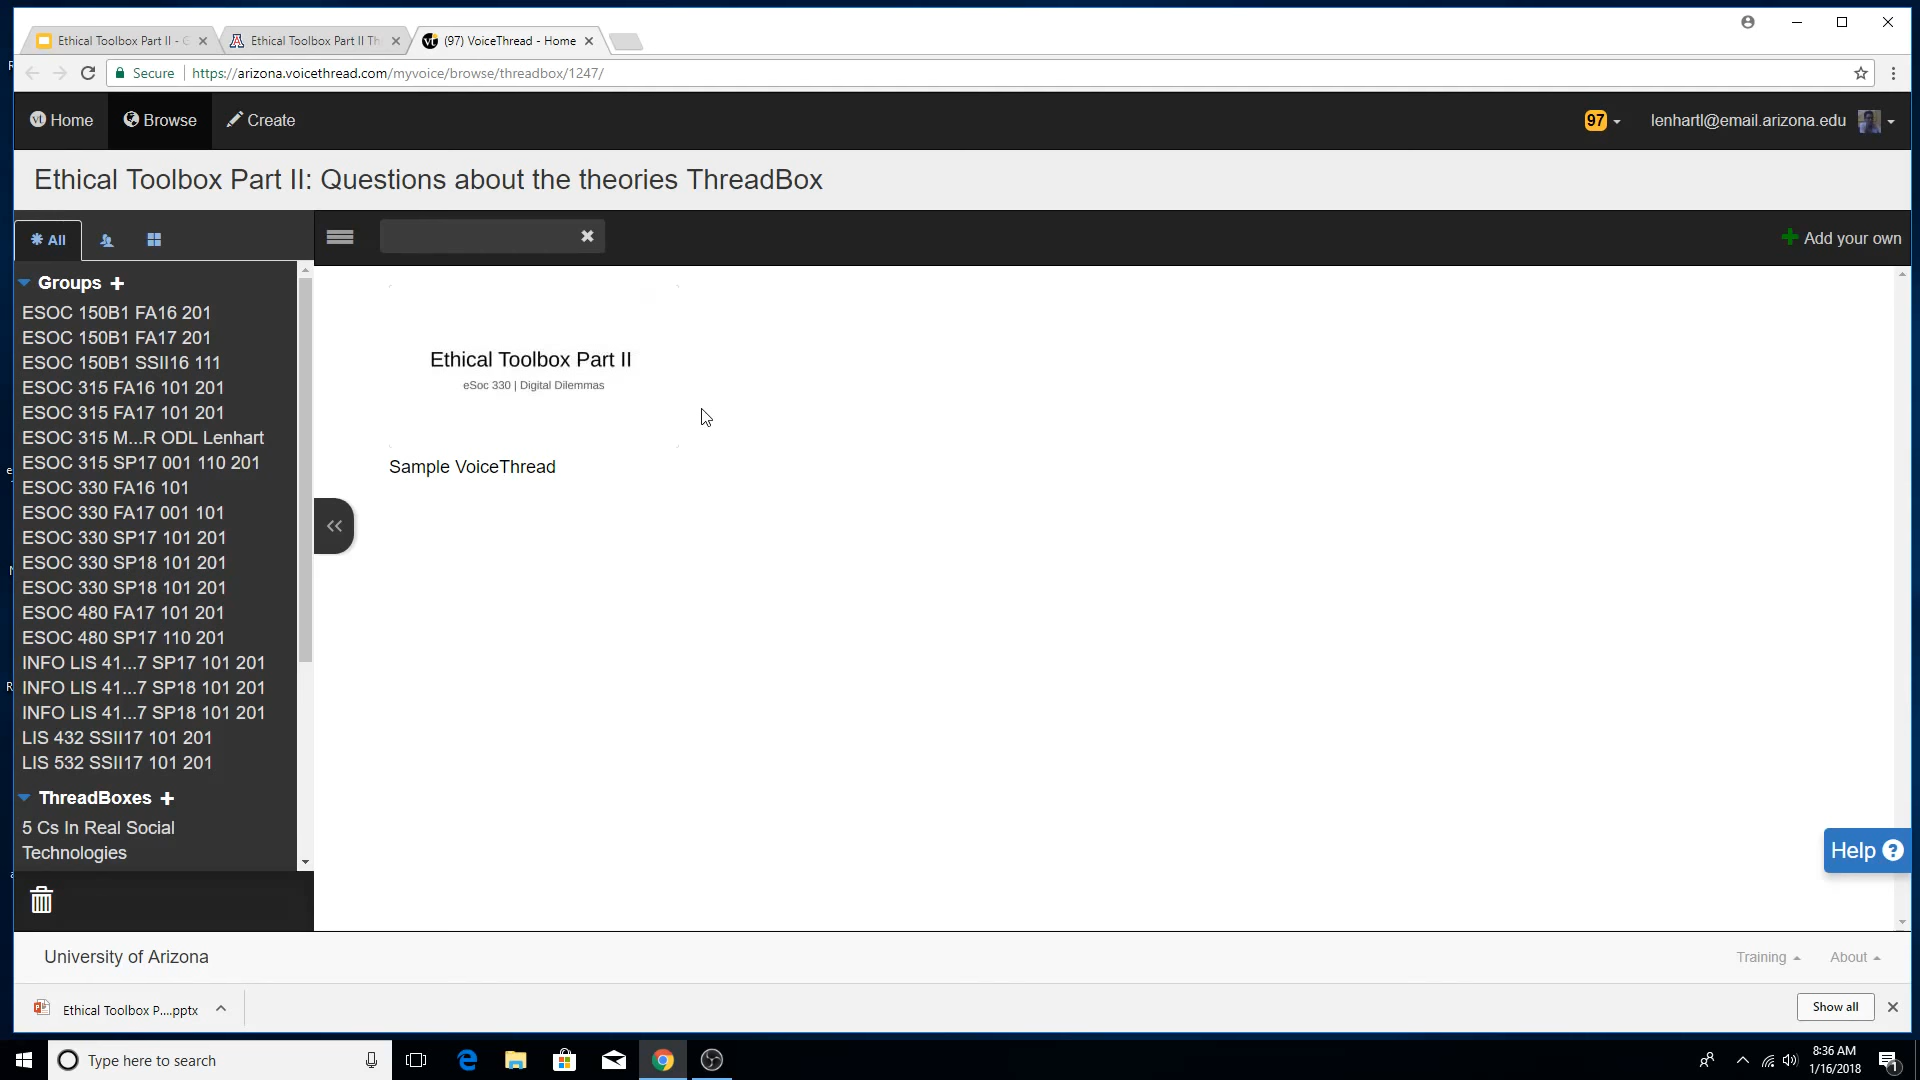 Ethical Toolbox Part II - G
Ethical Toolbox Part II Th
(97) VoiceThread - Home
Secure
https://arizona.voicethread.com/myvoice/browse/threadbox/1247/
Home
Browse
Create
97
lenhartl@email.arizona.edu
Ethical Toolbox Part II: Questions about the theories ThreadBox
All
Add your own
Groups
ESOC 150B1 FA16 201
ESOC 150B1 FA17 201
ESOC 150B1 SSII16 111
ESOC 315 FA16 101 201
ESOC 315 FA17 101 201
ESOC 315 M...R ODL Lenhart
ESOC 315 SP17 001 110 201
ESOC 330 FA16 101
ESOC 330 FA17 001 101
ESOC 330 SP17 101 201
ESOC 330 SP18 101 201
ESOC 330 SP18 101 201
ESOC 480 FA17 101 201
ESOC 480 SP17 110 201
INFO LIS 41...7 SP17 101 201
INFO LIS 41...7 SP18 101 201
INFO LIS 41...7 SP18 101 201
LIS 432 SSII17 101 201
LIS 532 SSII17 101 201
ThreadBoxes
5 Cs In Real Social
Technologies
Ethical Toolbox Part II
eSoc 330 | Digital Dilemmas
Sample VoiceThread
Help
University of Arizona
Training
About
Ethical Toolbox P....pptx
Show all
Type here to search
8:36 AM
1/16/2018
1